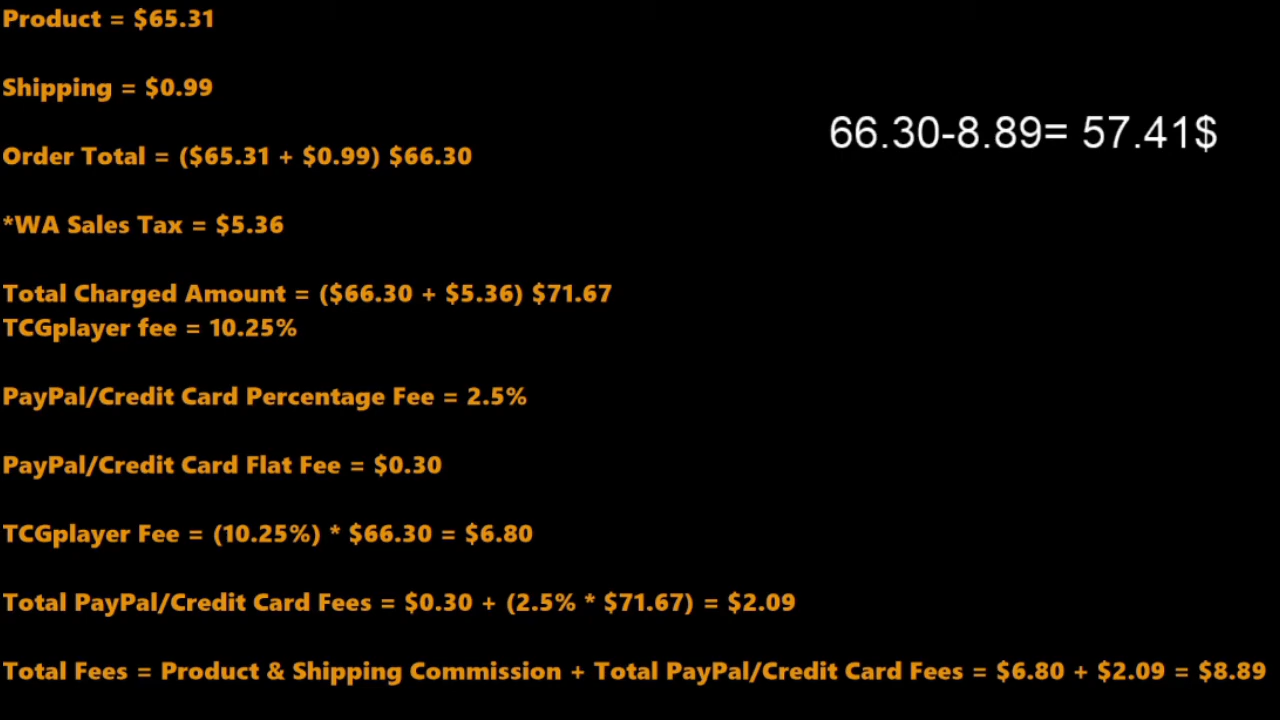 Product = $65.31
Shipping = $0.99
66.30-8.89= 57.41$
Order Total = ($65.31 + $0.99) $66.30
*WA Sales Tax = $5.36
Total Charged Amount = ($66.30 + $5.36) $71.67
TCGplayer fee = 10.25%
PayPal/Credit Card Percentage Fee = 2.5%
PayPal/Credit Card Flat Fee = $0.30
TCGplayer Fee = (10.25%) * $66.30 = $6.80
Total PayPal/Credit Card Fees = $0.30 + (2.5% * $71.67) = $2.09
Total Fees = Product & Shipping Commission + Total PayPal/Credit Card Fees = $6.80 + $2.09 = $8.89